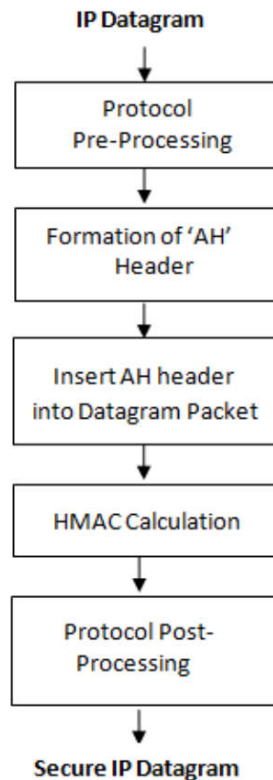 IP Datagram
Protocol
Pre-Processing
Formation of ‘AH’
Header
Insert AH header
into Datagram Packet
HMAC Calculation
Protocol Post-
Processing
Secure IP Datagram